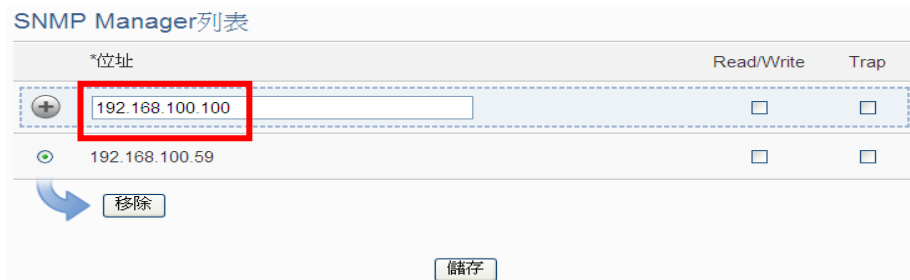 SNMP Manager列表
*位址 Read/Write Trap
192.168.100.100
192.168.100.59
移除
儲存